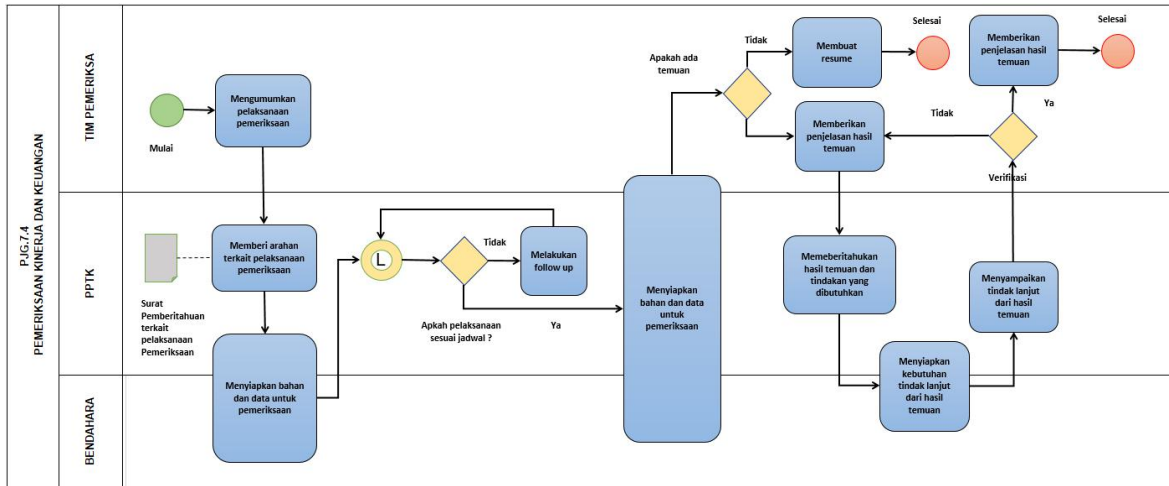 PJG.7.4
PEMERIKSAAN KINERJA DAN KEUANGAN
TIM PEMERIKSA
Mulai
Mengumumkan
pelaksanaan
pemeriksaan
Apakah ada
temuan
Tidak
Membuat
resume
Selesai
Memberikan
penjelasan hasil
temuan
Tidak
Memberikan
penjelasan hasil
temuan
Selesai
Ya
Verifikasi
PPTK
Surat
Pemberitahuan
terkait
pelaksanaan
Pemeriksaan
Memberi arahan
terkait pelaksanaan
pemeriksaan
L
Tidak
Melakukan
follow up
Apkah pelaksanaan
sesuai jadwal ?
Ya
Menyiapkan
bahan dan data
untuk
pemeriksaan
Memeberitahukan
hasil temuan dan
tindakan yang
dibutuhkan
Menyampaikan
tindak lanjut
dari hasil
temuan
BENDAHARA
Menyiapkan bahan
dan data untuk
pemeriksaan
Menyiapkan
kebutuhan
tindak lanjut
dari hasil
temuan